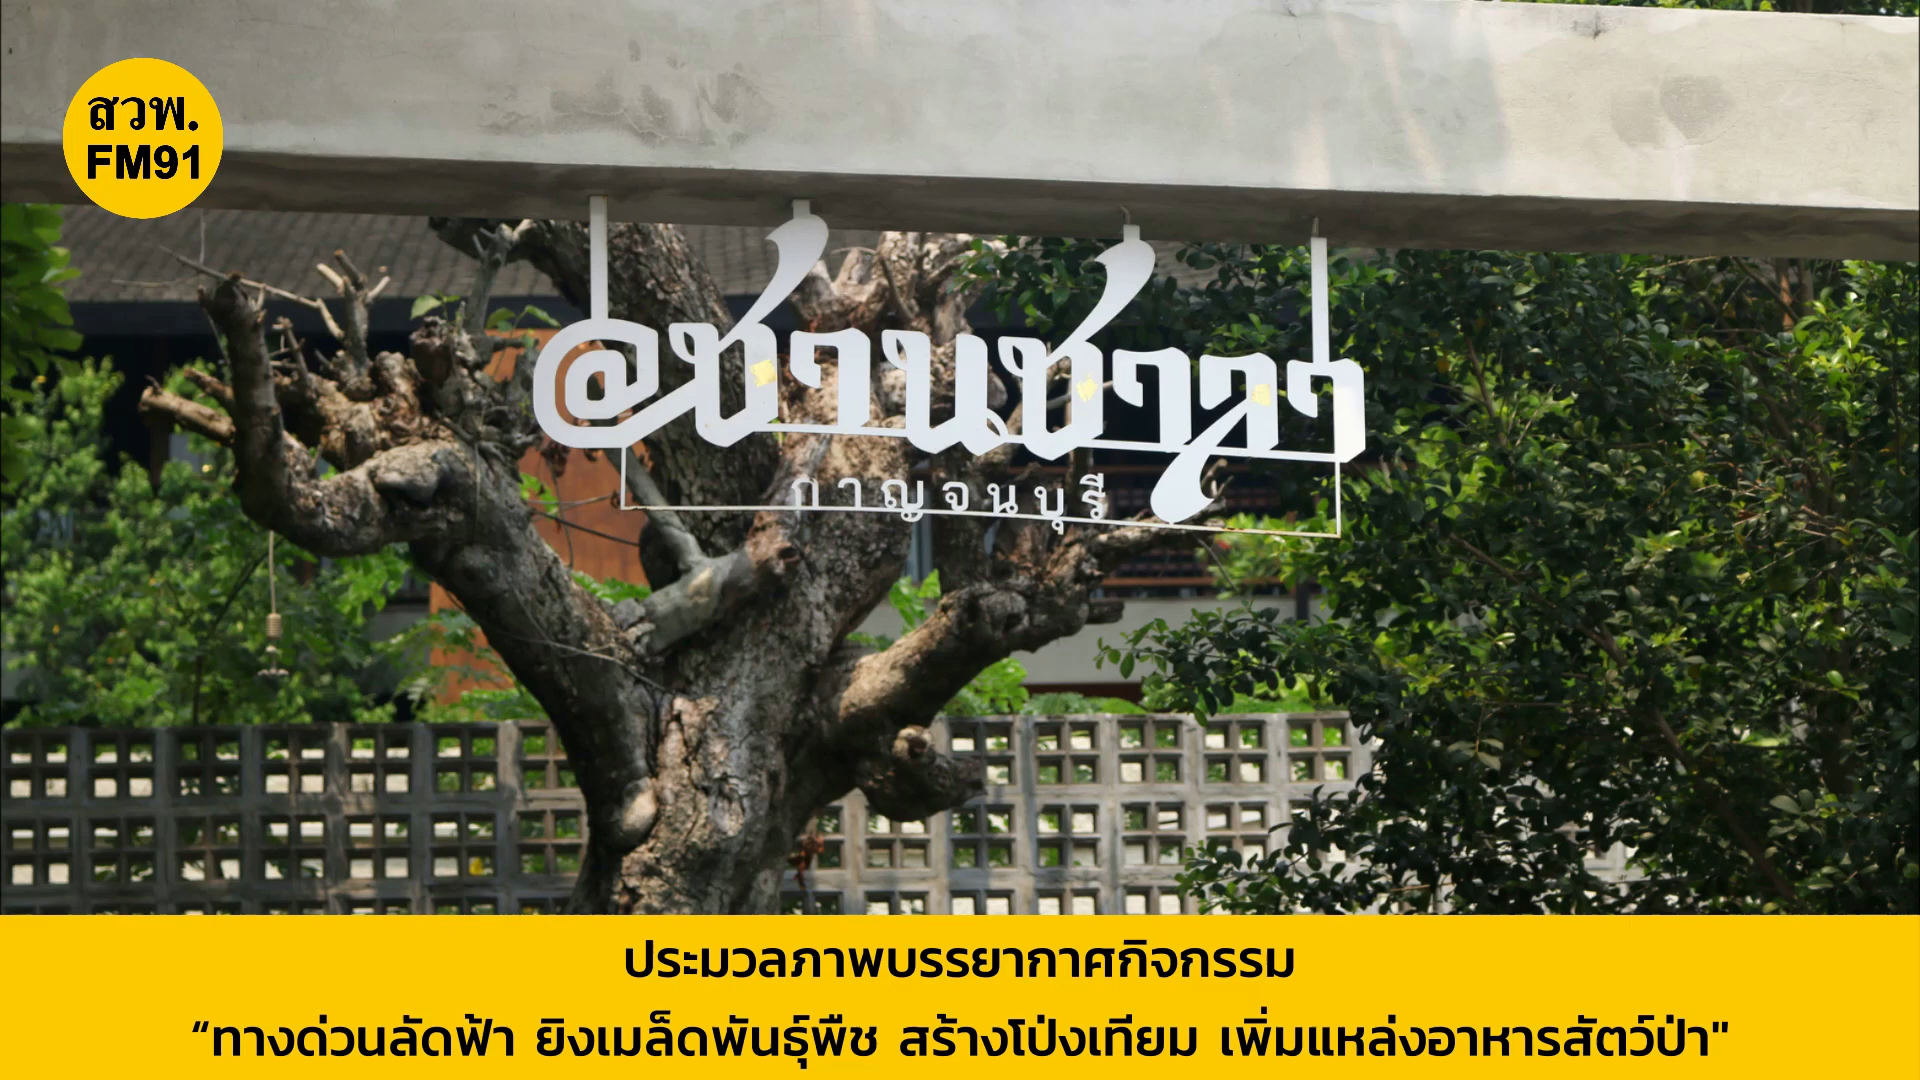 สวพ.
FM91
@ชานชาลา
กาญจนบุรี
ประมวลภาพบรรยากาศกิจกรรม
“ทางด่วนลัดฟ้า ยิงเมล็ดพันธุ์พืช สร้างโป่งเทียม เพิ่มแหล่งอาหารสัตว์ป่า"